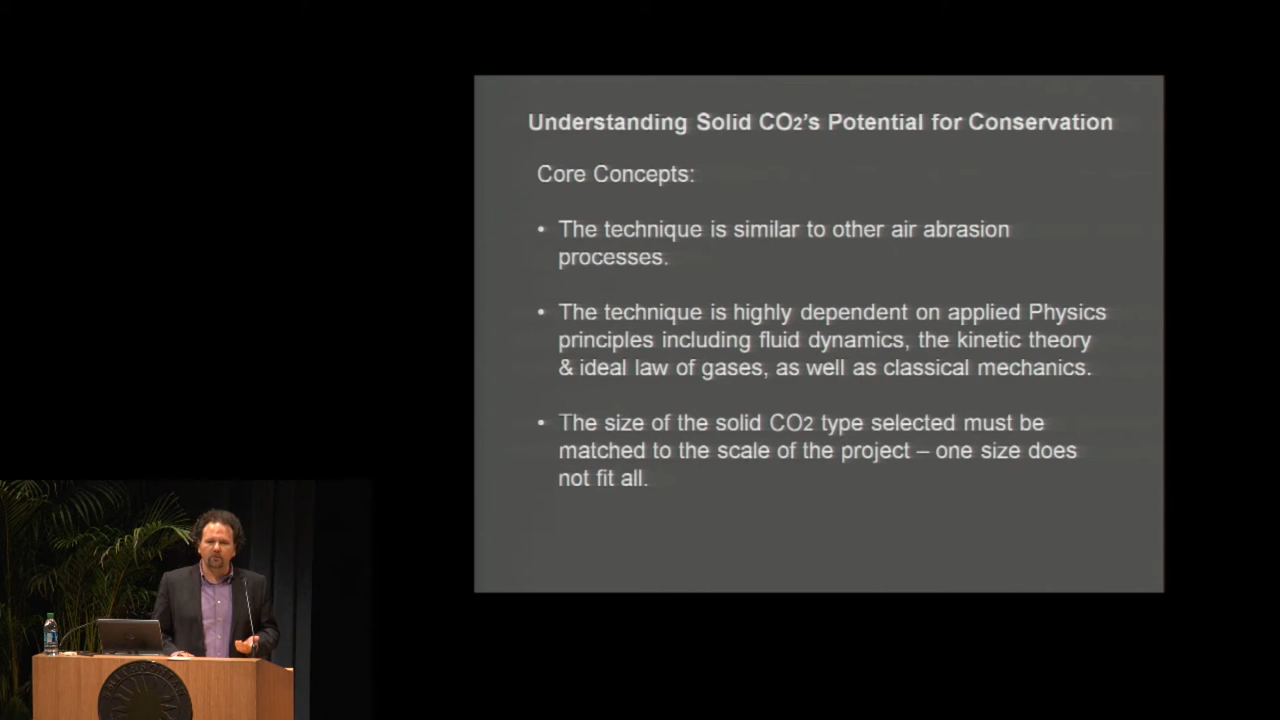 Understanding Solid CO2's Potential for Conservation
Core Concepts:
• The technique is similar to other air abrasion
processes.
• The technique is highly dependent on applied Physics
principles including fluid dynamics, the kinetic theory
& ideal law of gases, as well as classical mechanics.
• The size of the solid CO2 type selected must be
matched to the scale of the project – one size does
not fit all.